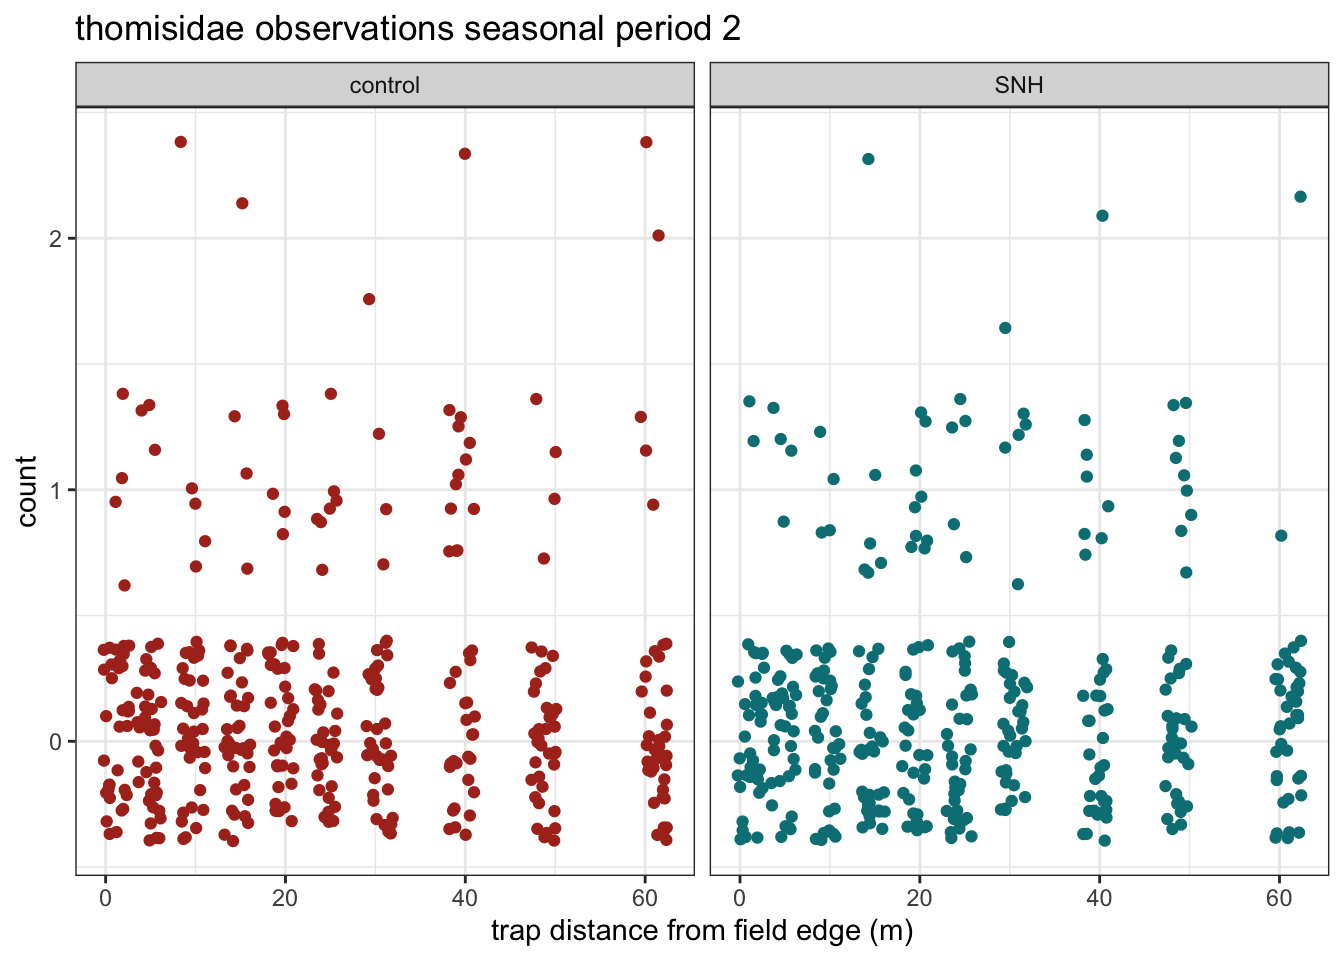 thomisidae observations seasonal period 2
control
SNH
2
1
0
count
0 20 40 60
0 20 40 60
trap distance from field edge (m)